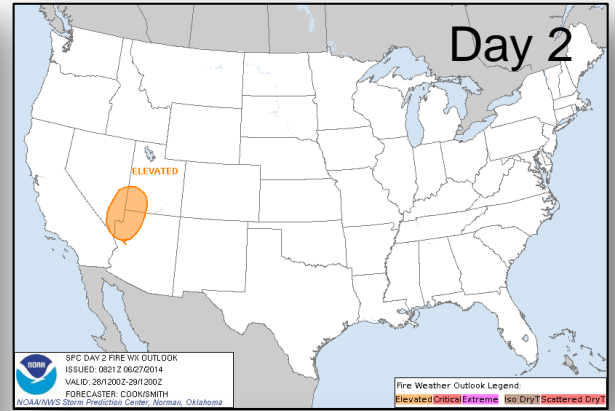 Day 2
ELEVATED
NOAA
SPC DAY 2 FIRE WX OUTLOOK
ISSUED: 0821Z 06/27/2014
VALID: 28/1200Z-29/1200Z
FORECASTER: COOK/SMITH
NOAA/NWS Storm Prediction Center, Norman, Oklahoma
Fire Weather Outlook Legend:
Elevated Critical Extreme Iso DryT Scattered DryT